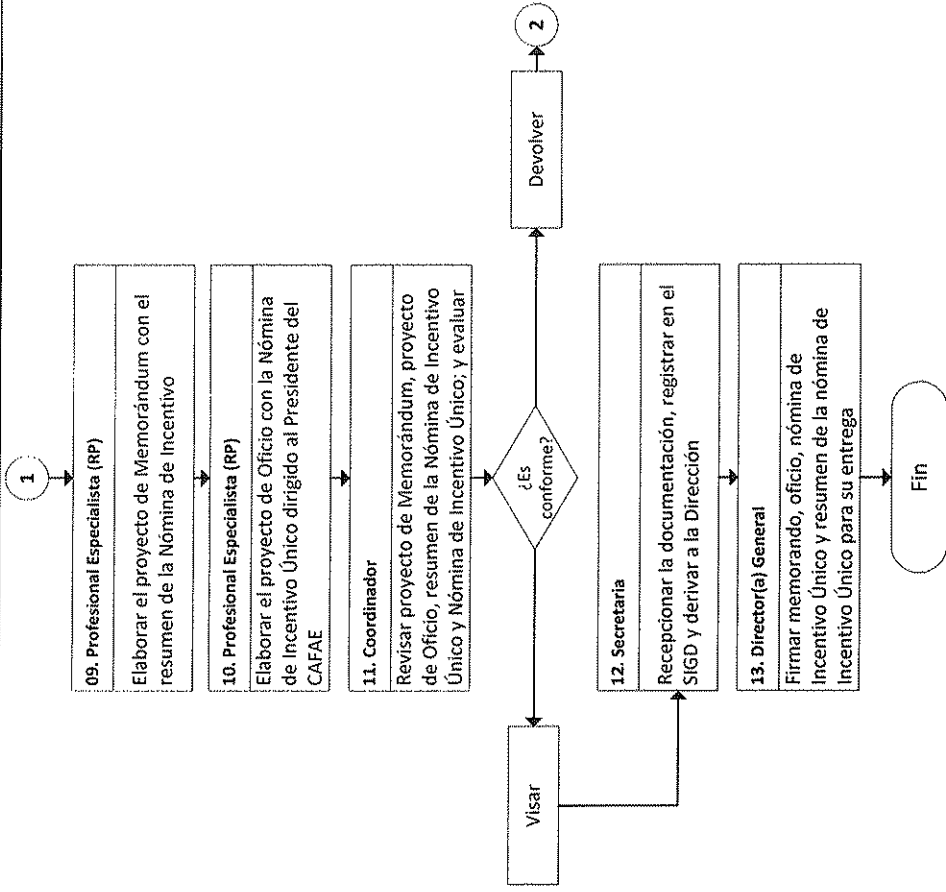 1
09. Profesional Especialista (RP)
Elaborar el proyecto de Memorándum con el
resumen de la Nómina de Incentivo
10. Profesional Especialista (RP)
Elaborar el proyecto de Oficio con la Nómina
de Incentivo Único dirigido al Presidente del
CAFAE
11. Coordinador
Revisar proyecto de Memorándum, proyecto
de Oficio, resumen de la Nómina de Incentivo
Único y Nómina de Incentivo Único; y evaluar
¿Es
conforme?
Devolver
2
Visar
12. Secretaria
Recepcionar la documentación, registrar en el
SIGD y derivar a la Dirección
13. Director(a) General
Firmar memorando, oficio, nómina de
Incentivo Único y resumen de la nómina de
Incentivo Único para su entrega
Fin